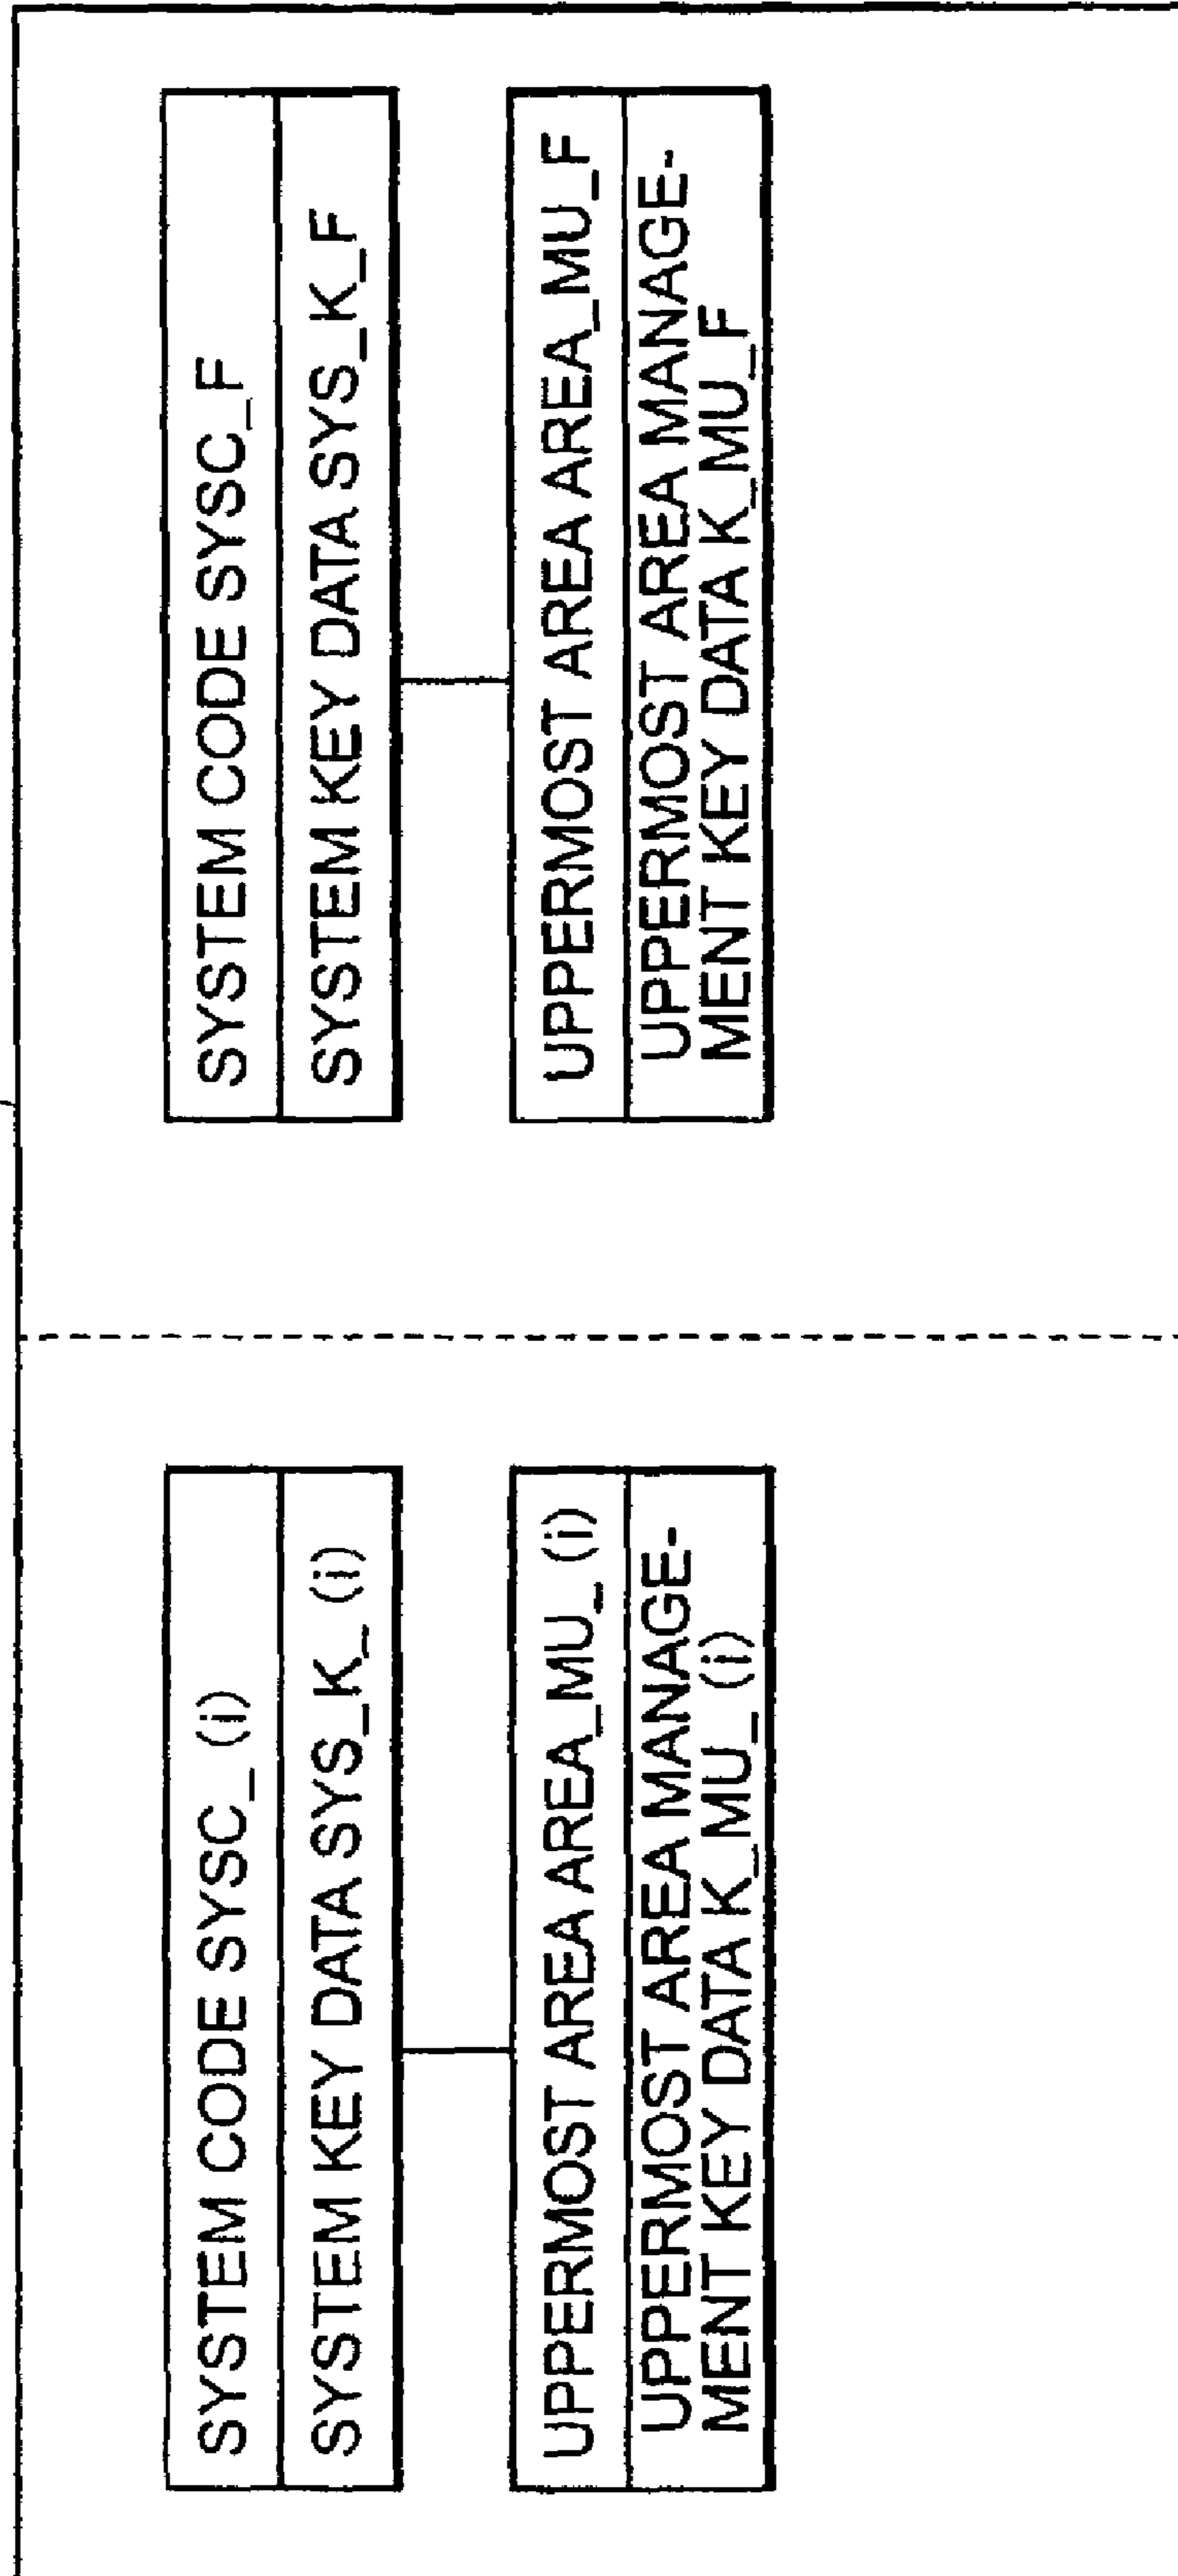 SYSTEM CODE SYSC_ (i)
SYSTEM KEY DATA SYS_K_ (i)
UPPERMOST AREA AREA_MU_ (i)
UPPERMOST AREA MANAGE-
MENT KEY DATA K_MU_ (i)
SYSTEM CODE SYSC_F
SYSTEM KEY DATA SYS_K_F
UPPERMOST AREA AREA_MU_F
UPPERMOST AREA MANAGE-
MENT KEY DATA K_MU_F